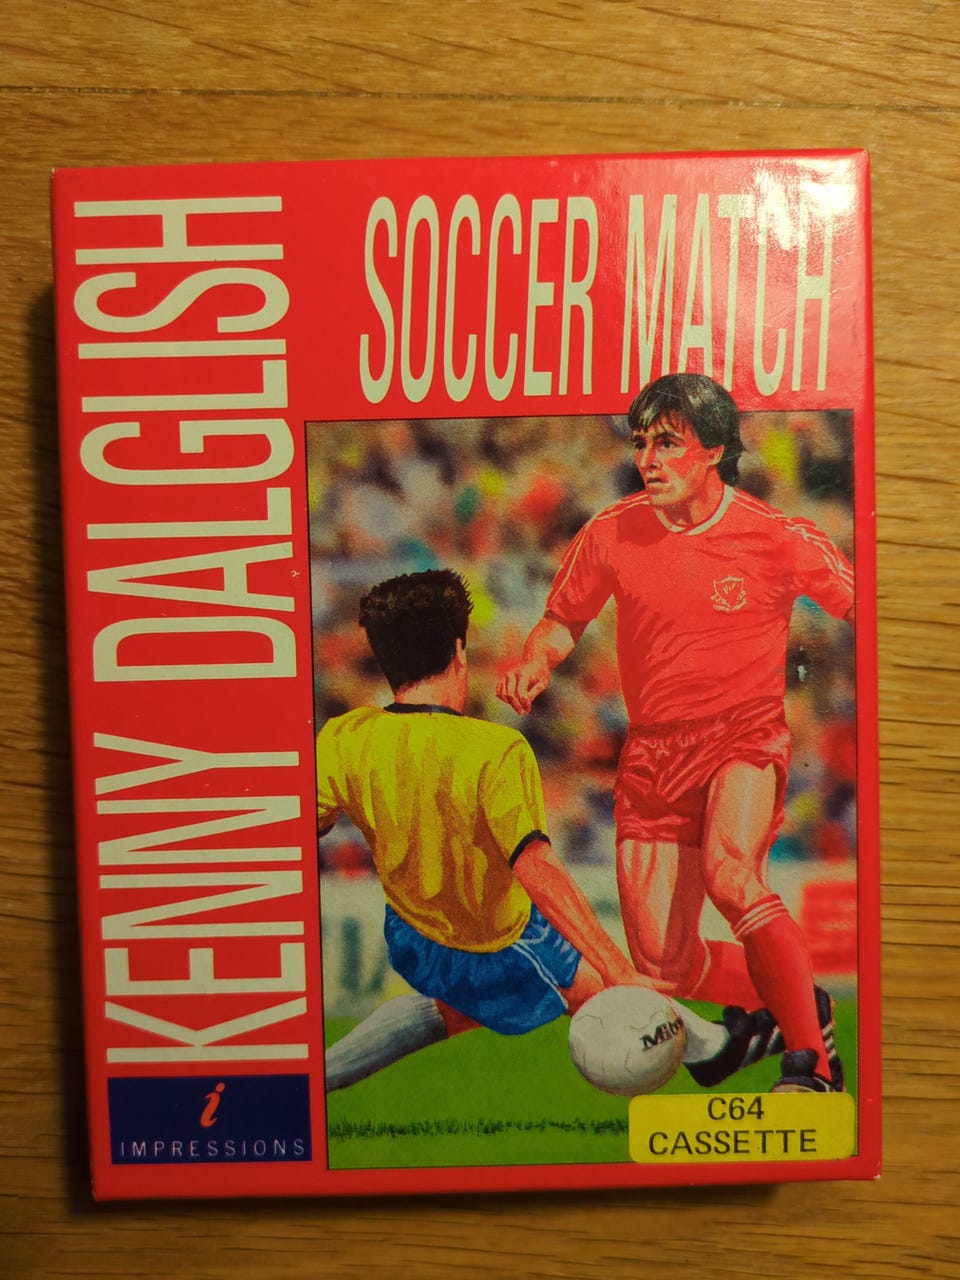 KENNY DALGLISH
SOCCER MATCH
i
IMPRESSIONS
C64
CASSETTE